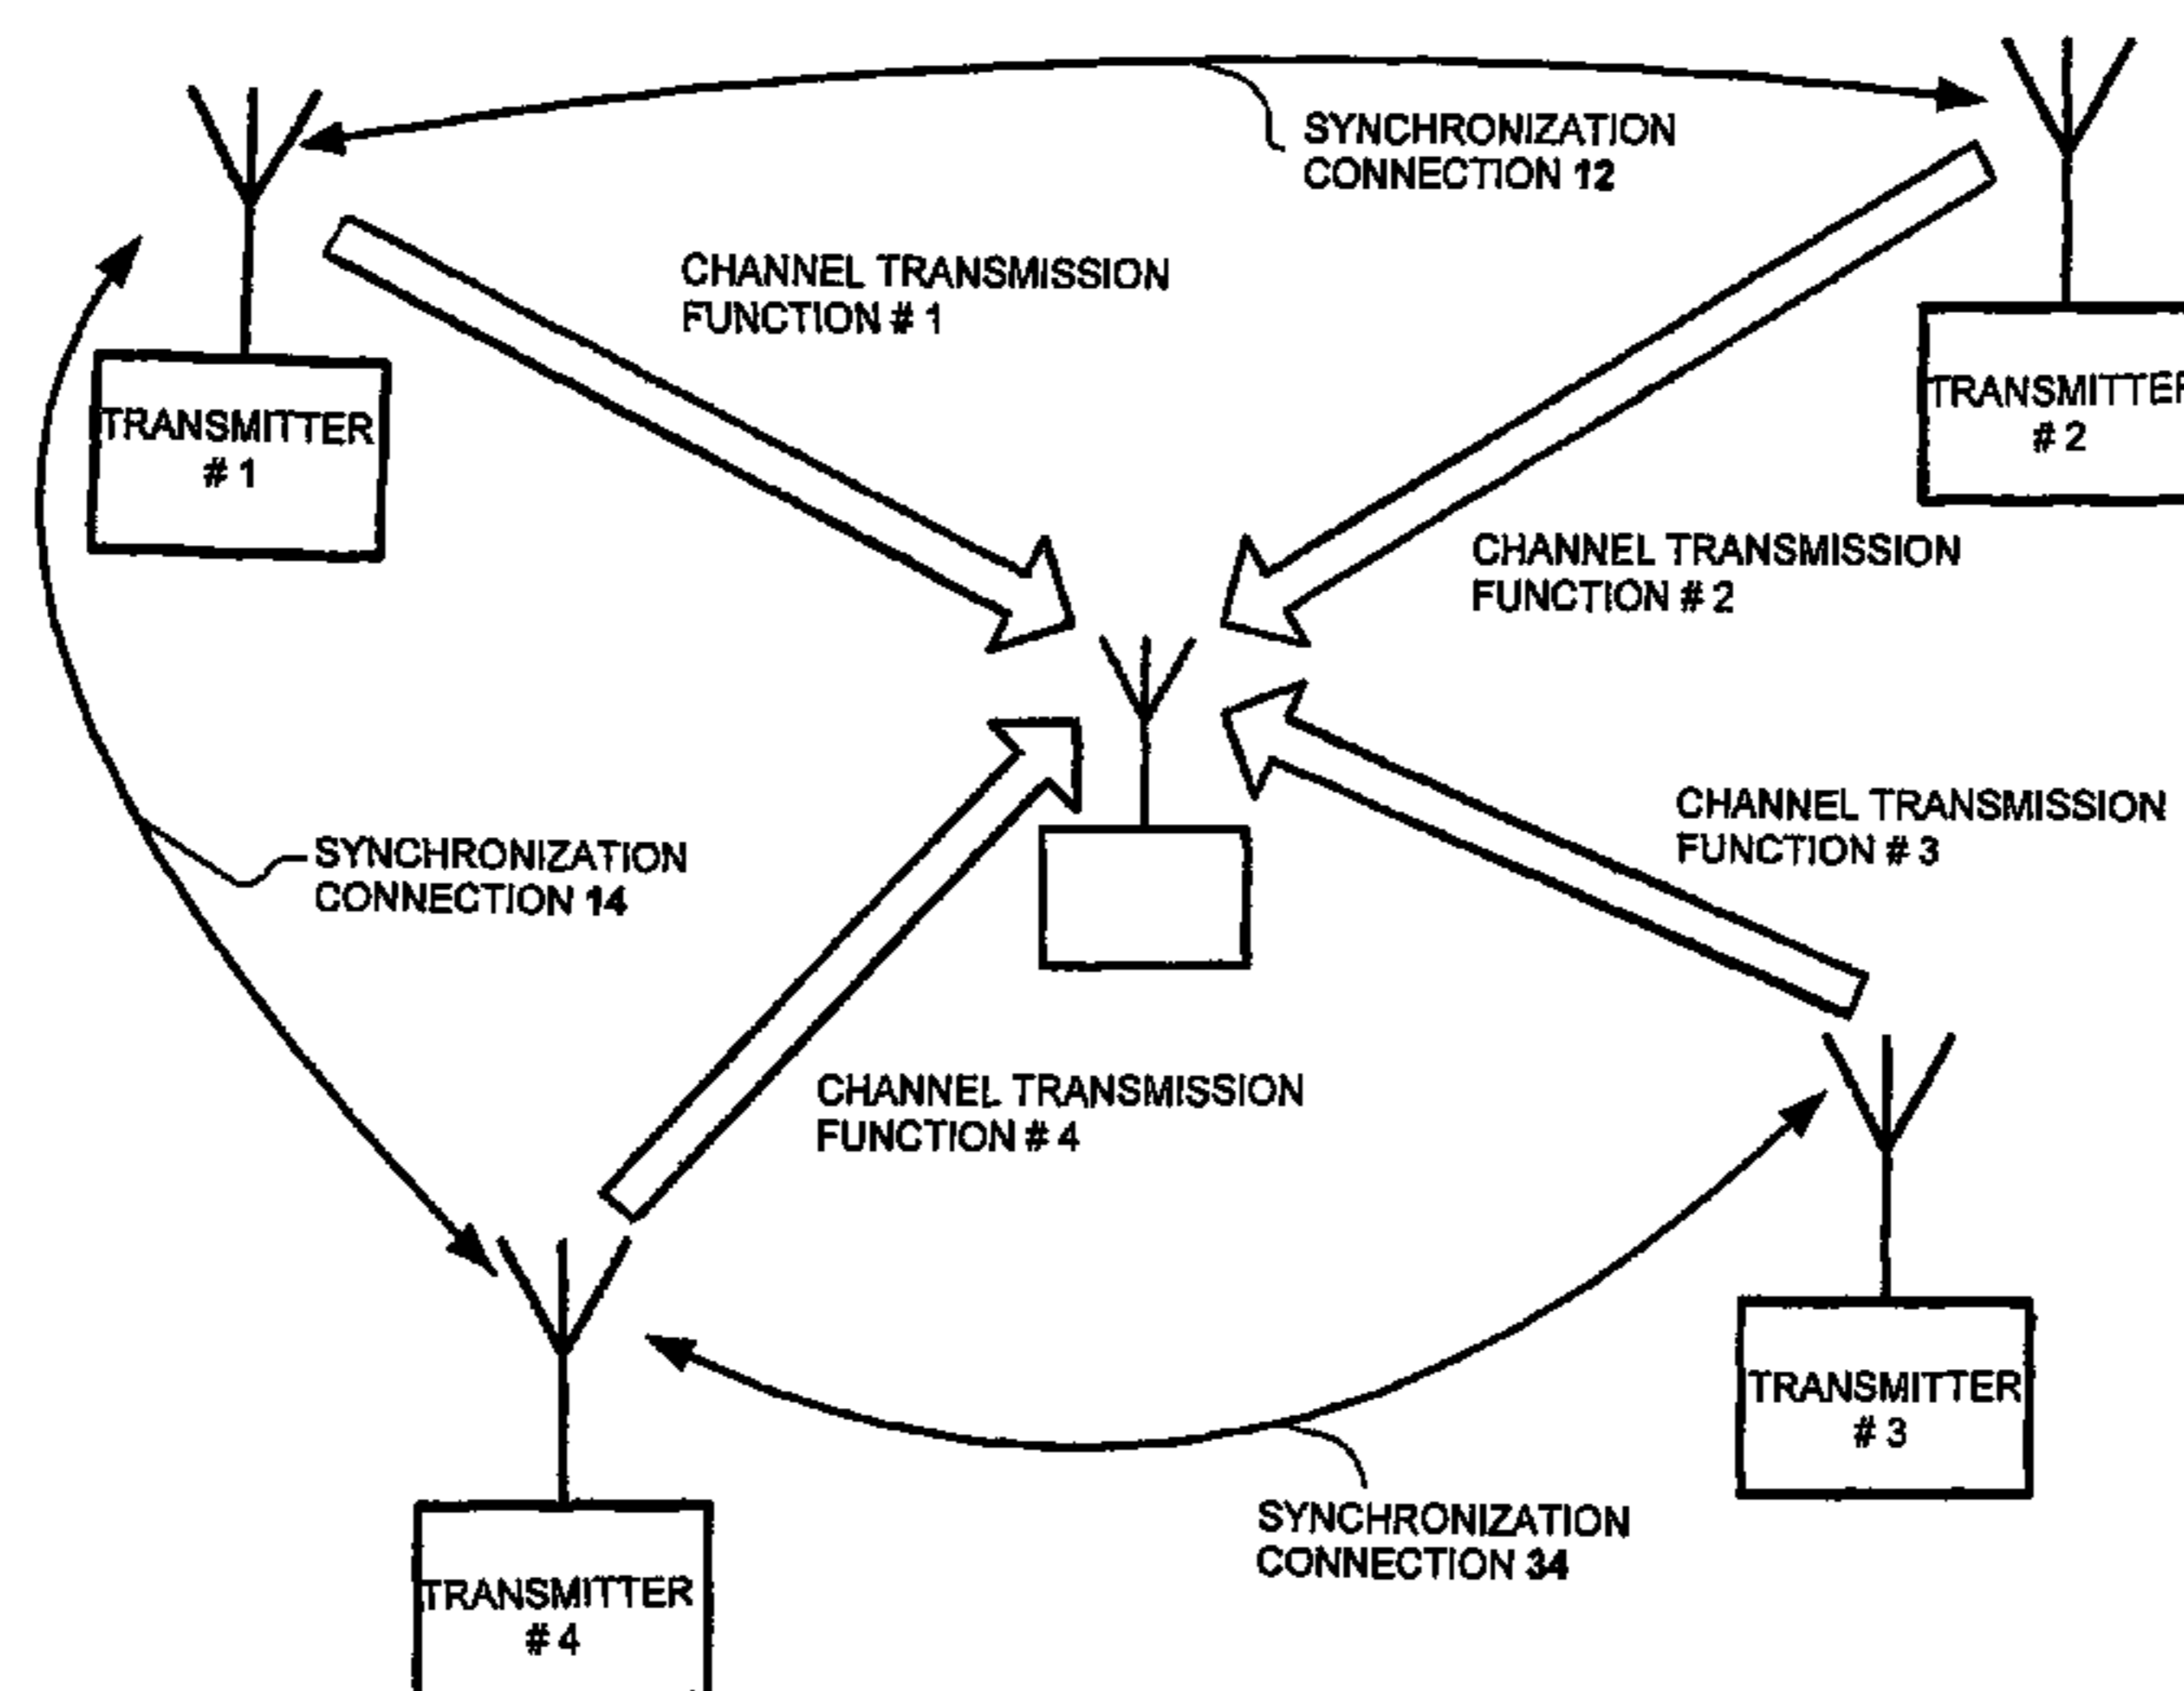 SYNCHRONIZATION
CONNECTION 12
CHANNEL TRANSMISSION
FUNCTION # 1
TRANSMITTER
# 1
TRANSMITTER
# 2
CHANNEL TRANSMISSION
FUNCTION # 2
CHANNEL TRANSMISSION
FUNCTION # 3
SYNCHRONIZATION
CONNECTION 14
CHANNEL TRANSMISSION
FUNCTION # 4
TRANSMITTER
# 3
SYNCHRONIZATION
CONNECTION 34
TRANSMITTER
# 4